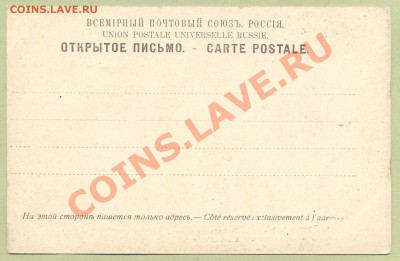 COINS.LAVE.RU
ВСЕМІРНЫЙ ПОЧТОВЫЙ СОЮЗЪ. РОССІЯ.
UNION POSTALE UNIVERSELLE RUSSIE.
ОТКРЫТОЕ ПИСЬМО. - CARTE POSTALE.
COINS.LAVE.RU
На этой сторонѣ пишется только адресъ. — Côté réservé: exclusivement à l'
COINS.LAVE.RU